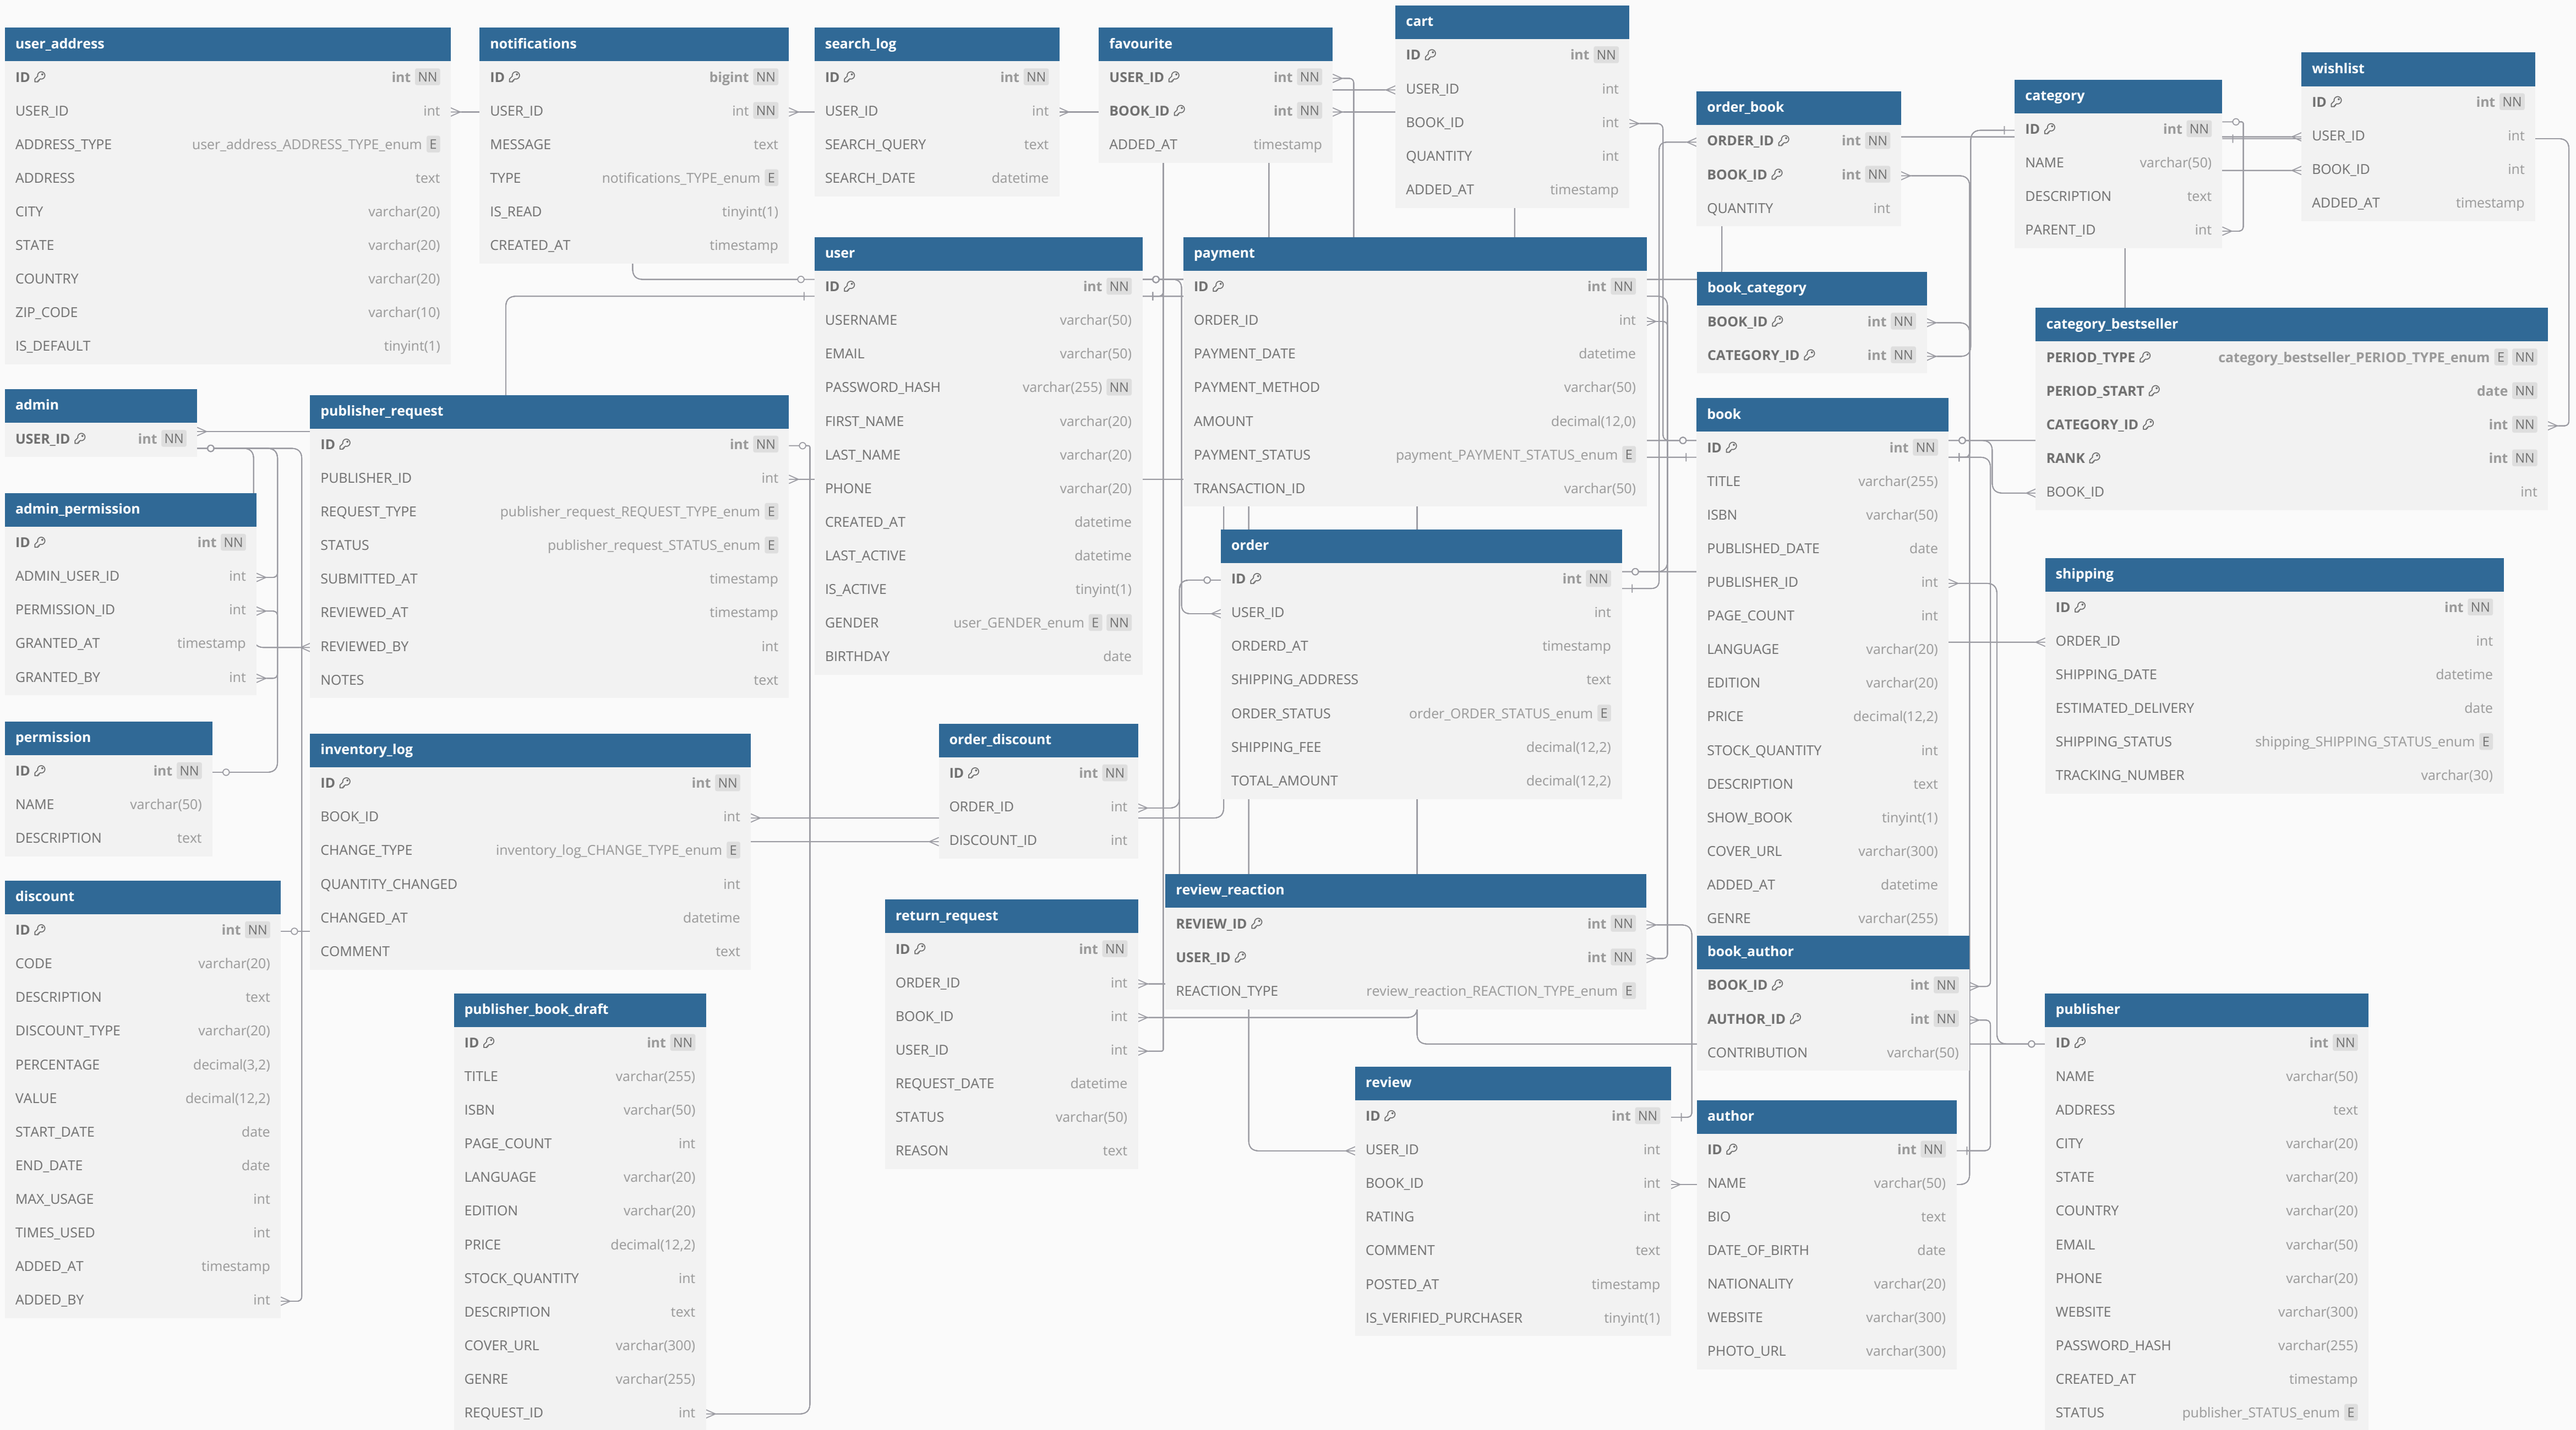 user_address
ID int NN
USER_ID int
ADDRESS_TYPE user_address_ADDRESS_TYPE_enum E
ADDRESS text
CITY varchar(20)
STATE varchar(20)
COUNTRY varchar(20)
ZIP_CODE varchar(10)
IS_DEFAULT tinyint(1)
notifications
ID bigint NN
USER_ID int NN
MESSAGE text
TYPE notifications_TYPE_enum E
IS_READ tinyint(1)
CREATED_AT timestamp
search_log
ID int NN
USER_ID int
SEARCH_QUERY text
SEARCH_DATE datetime
favourite
USER_ID int NN
BOOK_ID int NN
ADDED_AT timestamp
cart
ID int NN
USER_ID int
BOOK_ID int
QUANTITY int
ADDED_AT timestamp
order_book
ORDER_ID int NN
BOOK_ID int NN
QUANTITY int
category
ID int NN
NAME varchar(50)
DESCRIPTION text
PARENT_ID int
wishlist
ID int NN
USER_ID int
BOOK_ID int
ADDED_AT timestamp
user
ID int NN
USERNAME varchar(50)
EMAIL varchar(50)
PASSWORD_HASH varchar(255) NN
FIRST_NAME varchar(20)
LAST_NAME varchar(20)
PHONE varchar(20)
CREATED_AT datetime
LAST_ACTIVE datetime
IS_ACTIVE tinyint(1)
GENDER user_GENDER_enum E NN
BIRTHDAY date
payment
ID int NN
ORDER_ID int
PAYMENT_DATE datetime
PAYMENT_METHOD varchar(50)
AMOUNT decimal(12,0)
PAYMENT_STATUS payment_PAYMENT_STATUS_enum E
TRANSACTION_ID varchar(50)
book_category
BOOK_ID int NN
CATEGORY_ID int NN
category_bestseller
PERIOD_TYPE category_bestseller_PERIOD_TYPE_enum E NN
PERIOD_START date NN
CATEGORY_ID int NN
RANK int NN
BOOK_ID int
admin
USER_ID int NN
publisher_request
ID int NN
PUBLISHER_ID int
REQUEST_TYPE publisher_request_REQUEST_TYPE_enum E
STATUS publisher_request_STATUS_enum E
SUBMITTED_AT timestamp
REVIEWED_AT timestamp
REVIEWED_BY int
NOTES text
book
ID int NN
TITLE varchar(255)
ISBN varchar(50)
PUBLISHED_DATE date
PUBLISHER_ID int
PAGE_COUNT int
LANGUAGE varchar(20)
EDITION varchar(20)
PRICE decimal(12,2)
STOCK_QUANTITY int
DESCRIPTION text
SHOW_BOOK tinyint(1)
COVER_URL varchar(300)
ADDED_AT datetime
GENRE varchar(255)
admin_permission
ID int NN
ADMIN_USER_ID int
PERMISSION_ID int
GRANTED_AT timestamp
GRANTED_BY int
order
ID int NN
USER_ID int
ORDERD_AT timestamp
SHIPPING_ADDRESS text
ORDER_STATUS order_ORDER_STATUS_enum E
SHIPPING_FEE decimal(12,2)
TOTAL_AMOUNT decimal(12,2)
shipping
ID int NN
ORDER_ID int
SHIPPING_DATE datetime
ESTIMATED_DELIVERY date
SHIPPING_STATUS shipping_SHIPPING_STATUS_enum E
TRACKING_NUMBER varchar(30)
permission
ID int NN
NAME varchar(50)
DESCRIPTION text
inventory_log
ID int NN
BOOK_ID int
CHANGE_TYPE inventory_log_CHANGE_TYPE_enum E
QUANTITY_CHANGED int
CHANGED_AT datetime
COMMENT text
order_discount
ID int NN
ORDER_ID int
DISCOUNT_ID int
discount
ID int NN
CODE varchar(20)
DESCRIPTION text
DISCOUNT_TYPE varchar(20)
PERCENTAGE decimal(3,2)
VALUE decimal(12,2)
START_DATE date
END_DATE date
MAX_USAGE int
TIMES_USED int
ADDED_AT timestamp
ADDED_BY int
return_request
ID int NN
ORDER_ID int
BOOK_ID int
USER_ID int
REQUEST_DATE datetime
STATUS varchar(50)
REASON text
review_reaction
REVIEW_ID int NN
USER_ID int NN
REACTION_TYPE review_reaction_REACTION_TYPE_enum E
book_author
BOOK_ID int NN
AUTHOR_ID int NN
CONTRIBUTION varchar(50)
publisher_book_draft
ID int NN
TITLE varchar(255)
ISBN varchar(50)
PAGE_COUNT int
LANGUAGE varchar(20)
EDITION varchar(20)
PRICE decimal(12,2)
STOCK_QUANTITY int
DESCRIPTION text
COVER_URL varchar(300)
GENRE varchar(255)
REQUEST_ID int
review
ID int NN
USER_ID int
BOOK_ID int
RATING int
COMMENT text
POSTED_AT timestamp
IS_VERIFIED_PURCHASER tinyint(1)
author
ID int NN
NAME varchar(50)
BIO text
DATE_OF_BIRTH date
NATIONALITY varchar(20)
WEBSITE varchar(300)
PHOTO_URL varchar(300)
publisher
ID int NN
NAME varchar(50)
ADDRESS text
CITY varchar(20)
STATE varchar(20)
COUNTRY varchar(20)
EMAIL varchar(50)
PHONE varchar(20)
WEBSITE varchar(300)
PASSWORD_HASH varchar(255)
CREATED_AT timestamp
STATUS publisher_STATUS_enum E